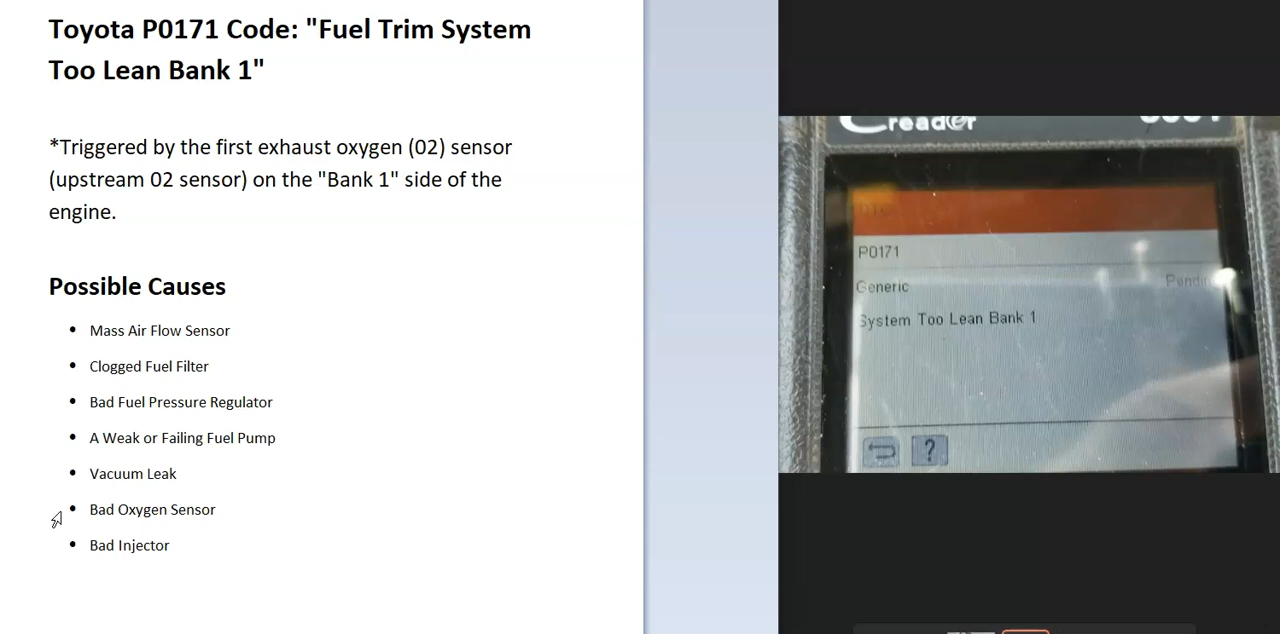 Toyota P0171 Code: "Fuel Trim System
Too Lean Bank 1"
*Triggered by the first exhaust oxygen (02) sensor
(upstream 02 sensor) on the "Bank 1" side of the
engine.
Possible Causes
• Mass Air Flow Sensor
• Clogged Fuel Filter
• Bad Fuel Pressure Regulator
• A Weak or Failing Fuel Pump
• Vacuum Leak
• Bad Oxygen Sensor
• Bad Injector
Creader
P0171
Generic
System Too Lean Bank 1
?